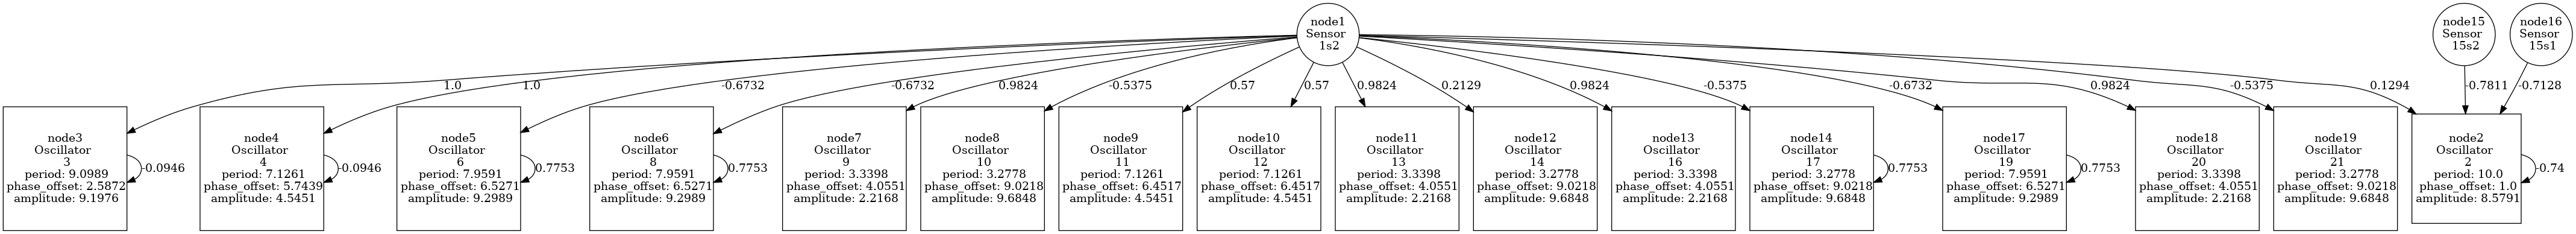 node1
Sensor
1s2
node15
Sensor
15s2
node16
Sensor
15s1
1.0
1.0
-0.6732
-0.6732
0.9824
-0.5375
0.57
0.57
0.9824
0.2129
0.9824
-0.5375
-0.6732
0.9824
-0.5375
0.1294
-0.7811
-0.7128
node3
Oscillator
3
period: 9.0989
phase_offset: 2.5872
amplitude: 9.1976
-0.0946
node4
Oscillator
4
period: 7.1261
phase_offset: 5.7439
amplitude: 4.5451
-0.0946
node5
Oscillator
6
period: 7.9591
phase_offset: 6.5271
amplitude: 9.2989
0.7753
node6
Oscillator
8
period: 7.9591
phase_offset: 6.5271
amplitude: 9.2989
0.7753
node7
Oscillator
9
period: 3.3398
phase_offset: 4.0551
amplitude: 2.2168
node8
Oscillator
10
period: 3.2778
phase_offset: 9.0218
amplitude: 9.6848
node9
Oscillator
11
period: 7.1261
phase_offset: 6.4517
amplitude: 4.5451
node10
Oscillator
12
period: 7.1261
phase_offset: 6.4517
amplitude: 4.5451
node11
Oscillator
13
period: 3.3398
phase_offset: 4.0551
amplitude: 2.2168
node12
Oscillator
14
period: 3.2778
phase_offset: 9.0218
amplitude: 9.6848
node13
Oscillator
16
period: 3.3398
phase_offset: 4.0551
amplitude: 2.2168
node14
Oscillator
17
period: 3.2778
phase_offset: 9.0218
amplitude: 9.6848
0.7753
node17
Oscillator
19
period: 7.9591
phase_offset: 6.5271
amplitude: 9.2989
0.7753
node18
Oscillator
20
period: 3.3398
phase_offset: 4.0551
amplitude: 2.2168
node19
Oscillator
21
period: 3.2778
phase_offset: 9.0218
amplitude: 9.6848
node2
Oscillator
2
period: 10.0
phase_offset: 1.0
amplitude: 8.5791
-0.74